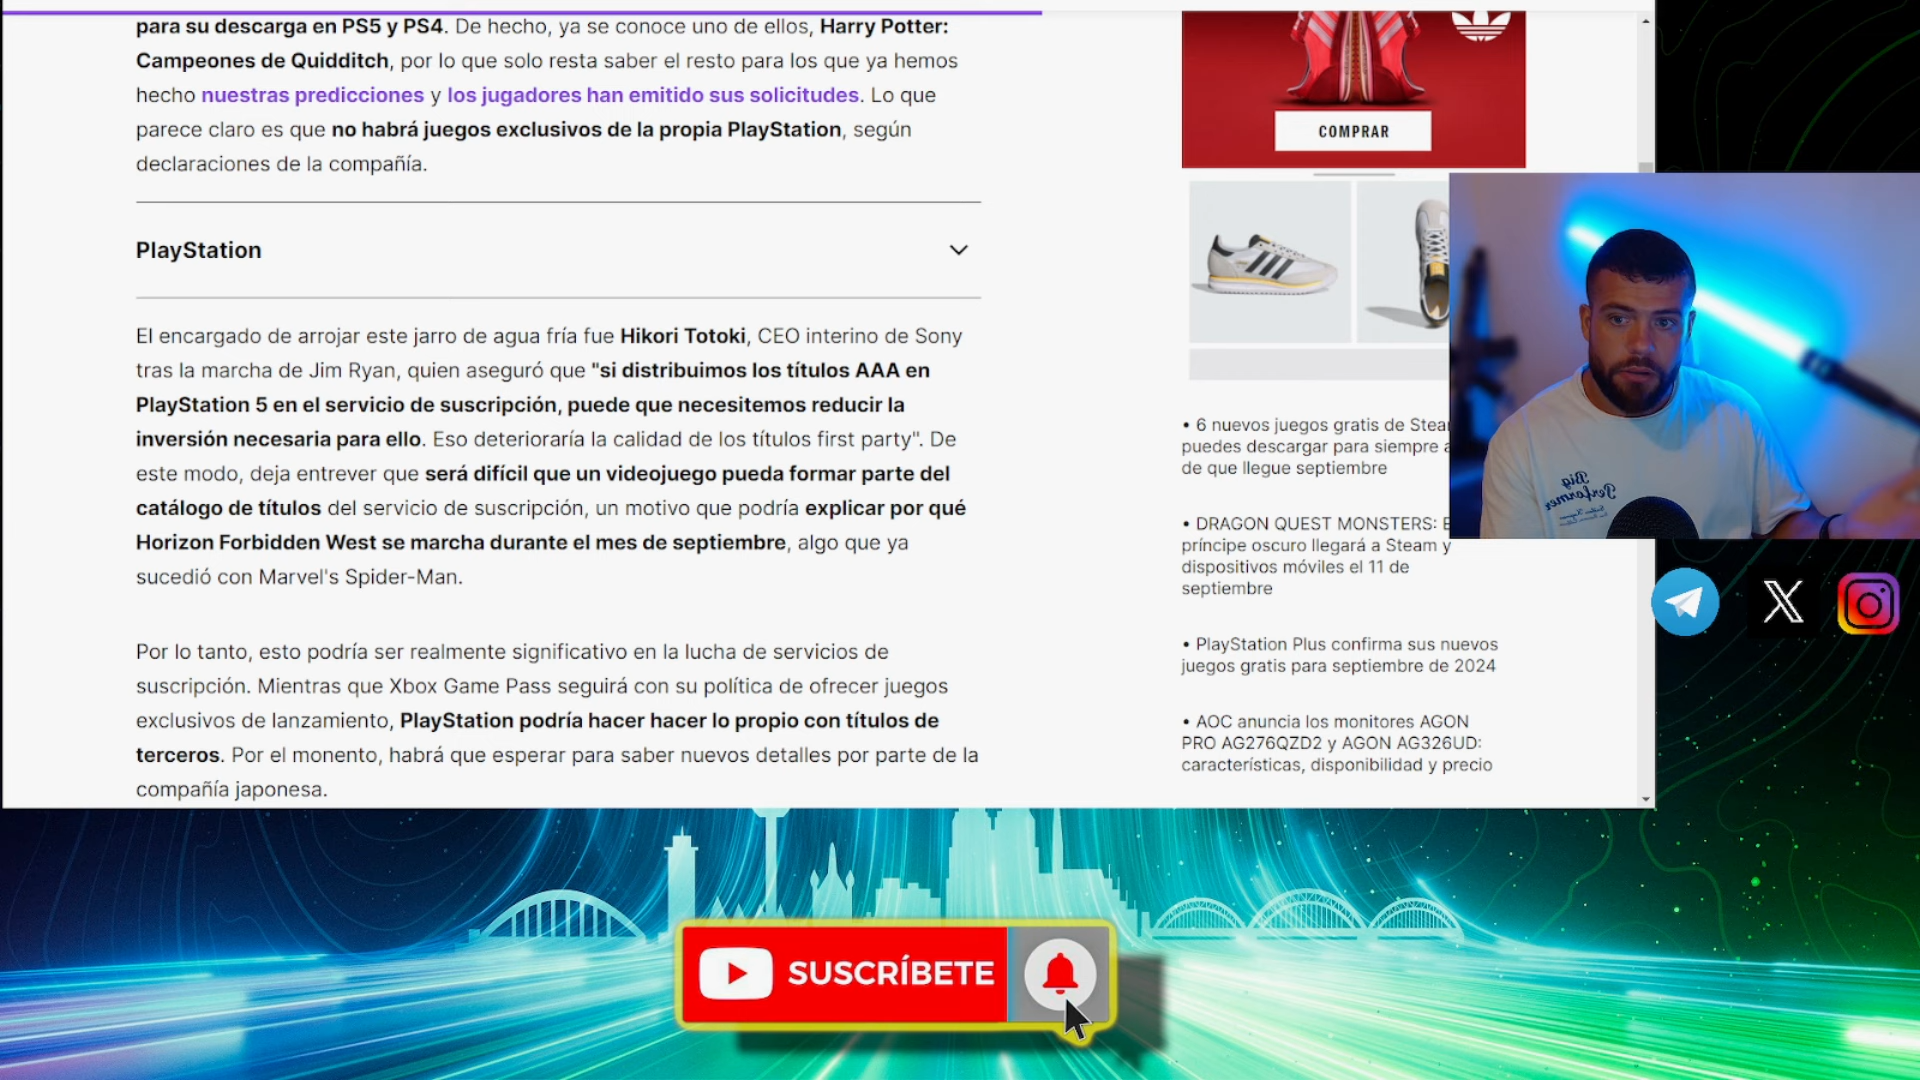 para su descarga en PS5 y PS4. De hecho, ya se conoce uno de ellos, Harry Potter:
Campeones de Quidditch, por lo que solo resta saber el resto para los que ya hemos
hecho nuestras predicciones y los jugadores han emitido sus solicitudes. Lo que
parece claro es que no habrá juegos exclusivos de la propia PlayStation, según
declaraciones de la compañía.
PlayStation
El encargado de arrojar este jarro de agua fría fue Hikori Totoki, CEO interino de Sony
tras la marcha de Jim Ryan, quien aseguró que "si distribuimos los títulos AAA en
PlayStation 5 en el servicio de suscripción, puede que necesitemos reducir la
inversión necesaria para ello. Eso deterioraría la calidad de los títulos first party". De
este modo, deja entrever que será difícil que un videojuego pueda formar parte del
catálogo de títulos del servicio de suscripción, un motivo que podría explicar por qué
Horizon Forbidden West se marcha durante el mes de septiembre, algo que ya
sucedió con Marvel's Spider-Man.
Por lo tanto, esto podría ser realmente significativo en la lucha de servicios de
suscripción. Mientras que Xbox Game Pass seguirá con su política de ofrecer juegos
exclusivos de lanzamiento, PlayStation podría hacer hacer lo propio con títulos de
terceros. Por el monento, habrá que esperar para saber nuevos detalles por parte de la
compañía japonesa.
COMPRAR
• 6 nuevos juegos gratis de
puedes descargar para siempre
de que llegue septiembre
• DRAGON QUEST MONSTERS:
príncipe oscuro llegará a Steam y
dispositivos móviles el 11 de
septiembre
• PlayStation Plus confirma sus nuevos
juegos gratis para septiembre de 2024
• AOC anuncia los monitores AGON
PRO AG276QZD2 y AGON AG326UD:
características, disponibilidad y precio
Big
Performer
SUSCRÍBETE